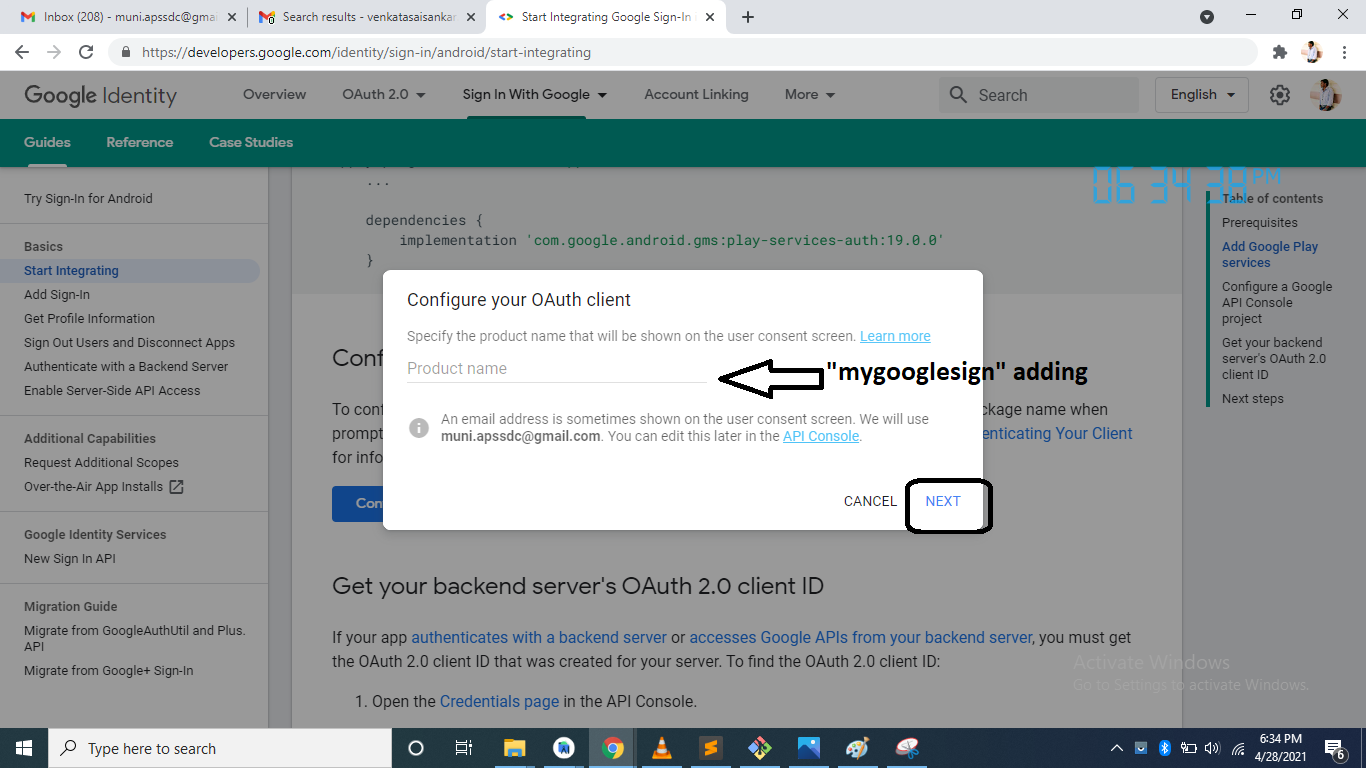 Inbox (208) - muni.apssdc@gmai
Search results - venkatasaisankar
Start Integrating Google Sign-In
https://developers.google.com/identity/sign-in/android/start-integrating
Google Identity
Overview
OAuth 2.0
Sign In With Google
Account Linking
More
Search
English
Guides
Reference
Case Studies
Try Sign-In for Android
Basics
Start Integrating
Add Sign-In
Get Profile Information
Sign Out Users and Disconnect Apps
Authenticate with a Backend Server
Enable Server-Side API Access
Additional Capabilities
Request Additional Scopes
Over-the-Air App Installs
Google Identity Services
New Sign In API
Migration Guide
Migrate from GoogleAuthUtil and Plus.
API
Migrate from Google+ Sign-In
...
dependencies {
implementation 'com.google.android.gms:play-services-auth:19.0.0'
}
Configure your OAuth client
Specify the product name that will be shown on the user consent screen. Learn more
Product name
"mygooglesign" adding
An email address is sometimes shown on the user consent screen. We will use
muni.apssdc@gmail.com. You can edit this later in the API Console.
CANCEL
NEXT
Conf
To conf
ckage name when
prompt
enticating Your Client
for info
Con
Get your backend server's OAuth 2.0 client ID
If your app authenticates with a backend server or accesses Google APIs from your backend server, you must get
the OAuth 2.0 client ID that was created for your server. To find the OAuth 2.0 client ID:
1. Open the Credentials page in the API Console.
06 34 38 PM
Table of contents
Prerequisites
Add Google Play
services
Configure a Google
API Console
project
Get your backend
server's OAuth 2.0
client ID
Next steps
Activate Windows
Go to Settings to activate Windows.
Type here to search
6:34 PM
4/28/2021
6